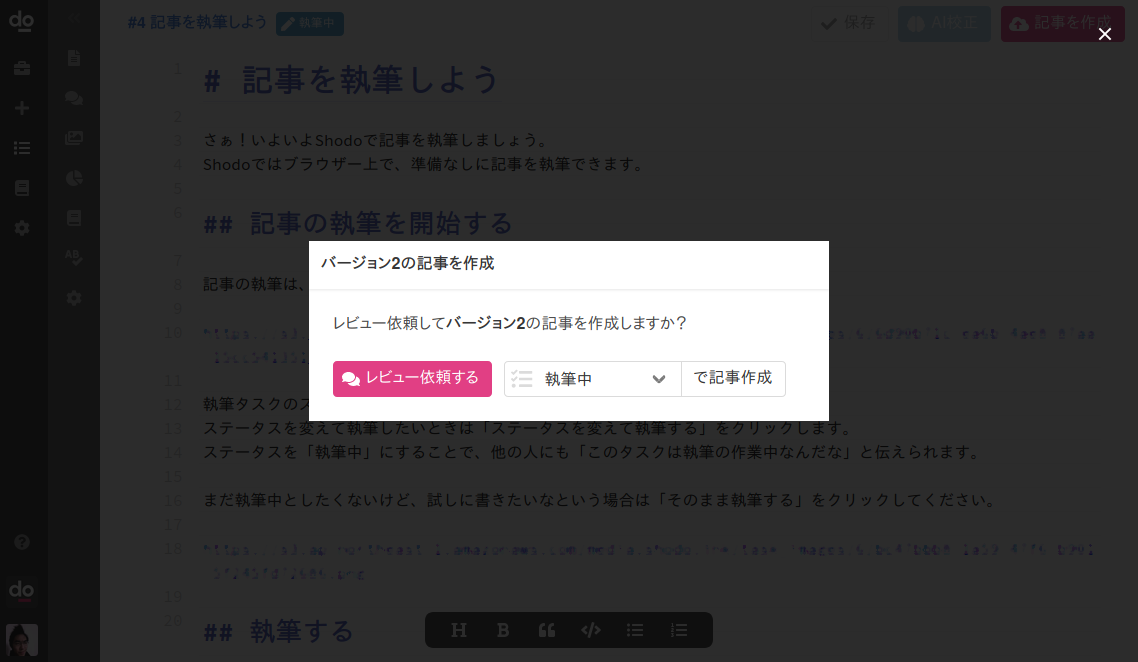 do
#4 記事を執筆しよう
執筆中
保存
AI校正
記事を作成
1 # 記事を執筆しよう
2
3 さぁ！いよいよShodoで記事を執筆しましょう。
4 Shodoではブラウザー上で、準備なしに記事を執筆できます。
5
6 ## 記事の執筆を開始する
7
8 記事の執筆は、
9
10
11
12 執筆タスクのス
13 ステータスを変えて執筆したいときは「ステータスを変えて執筆する」をクリックします。
14 ステータスを「執筆中」にすることで、他の人にも「このタスクは執筆の作業中なんだな」と伝えられます。
15
16 まだ執筆中としたくないけど、試しに書きたいなという場合は「そのまま執筆する」をクリックしてください。
17
18
19
20 ## 執筆する
バージョン2の記事を作成
レビュー依頼してバージョン2の記事を作成しますか？
レビュー依頼する
執筆中
で記事作成
AB
do
H B